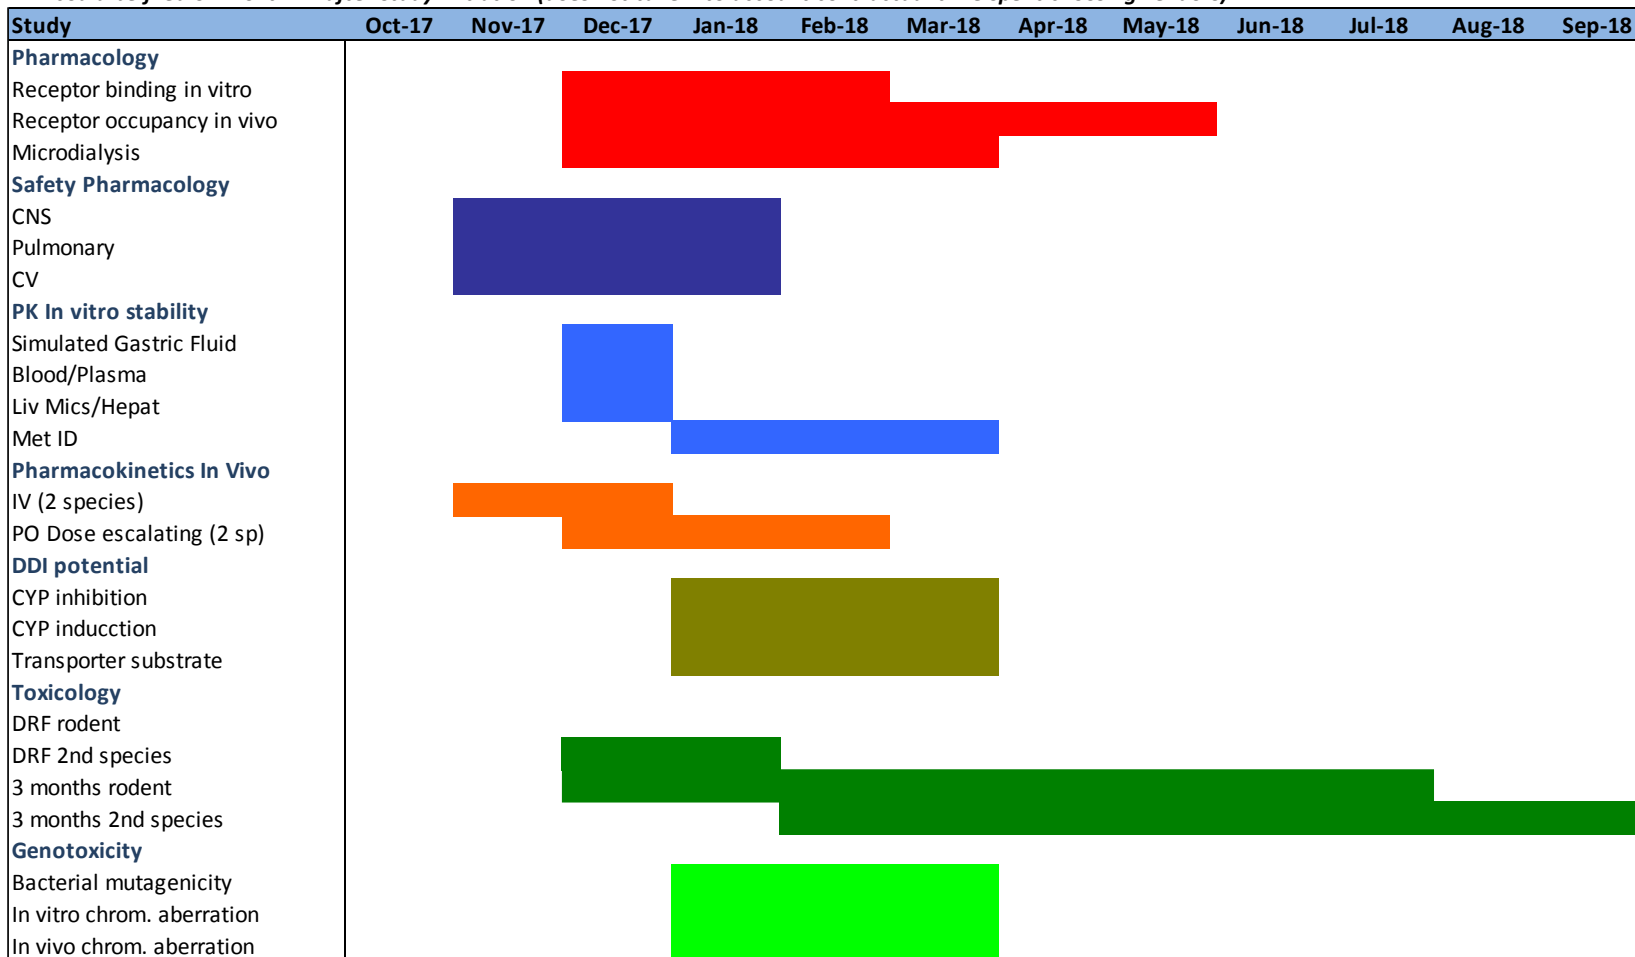 Study Oct-17 Nov-17 Dec-17 Jan-18 Feb-18 Mar-18 Apr-18 May-18 Jun-18 Jul-18 Aug-18 Sep-18
Pharmacology
Receptor binding in vitro
Receptor occupancy in vivo
Microdialysis
Safety Pharmacology
CNS
Pulmonary
CV
PK In vitro stability
Simulated Gastric Fluid
Blood/Plasma
Liv Mics/Hepat
Met ID
Pharmacokinetics In Vivo
IV (2 species)
PO Dose escalating (2 sp)
DDI potential
CYP inhibition
CYP inducction
Transporter substrate
Toxicology
DRF rodent
DRF 2nd species
3 months rodent
3 months 2nd species
Genotoxicity
Bacterial mutagenicity
In vitro chrom. aberration
In vivo chrom. aberration